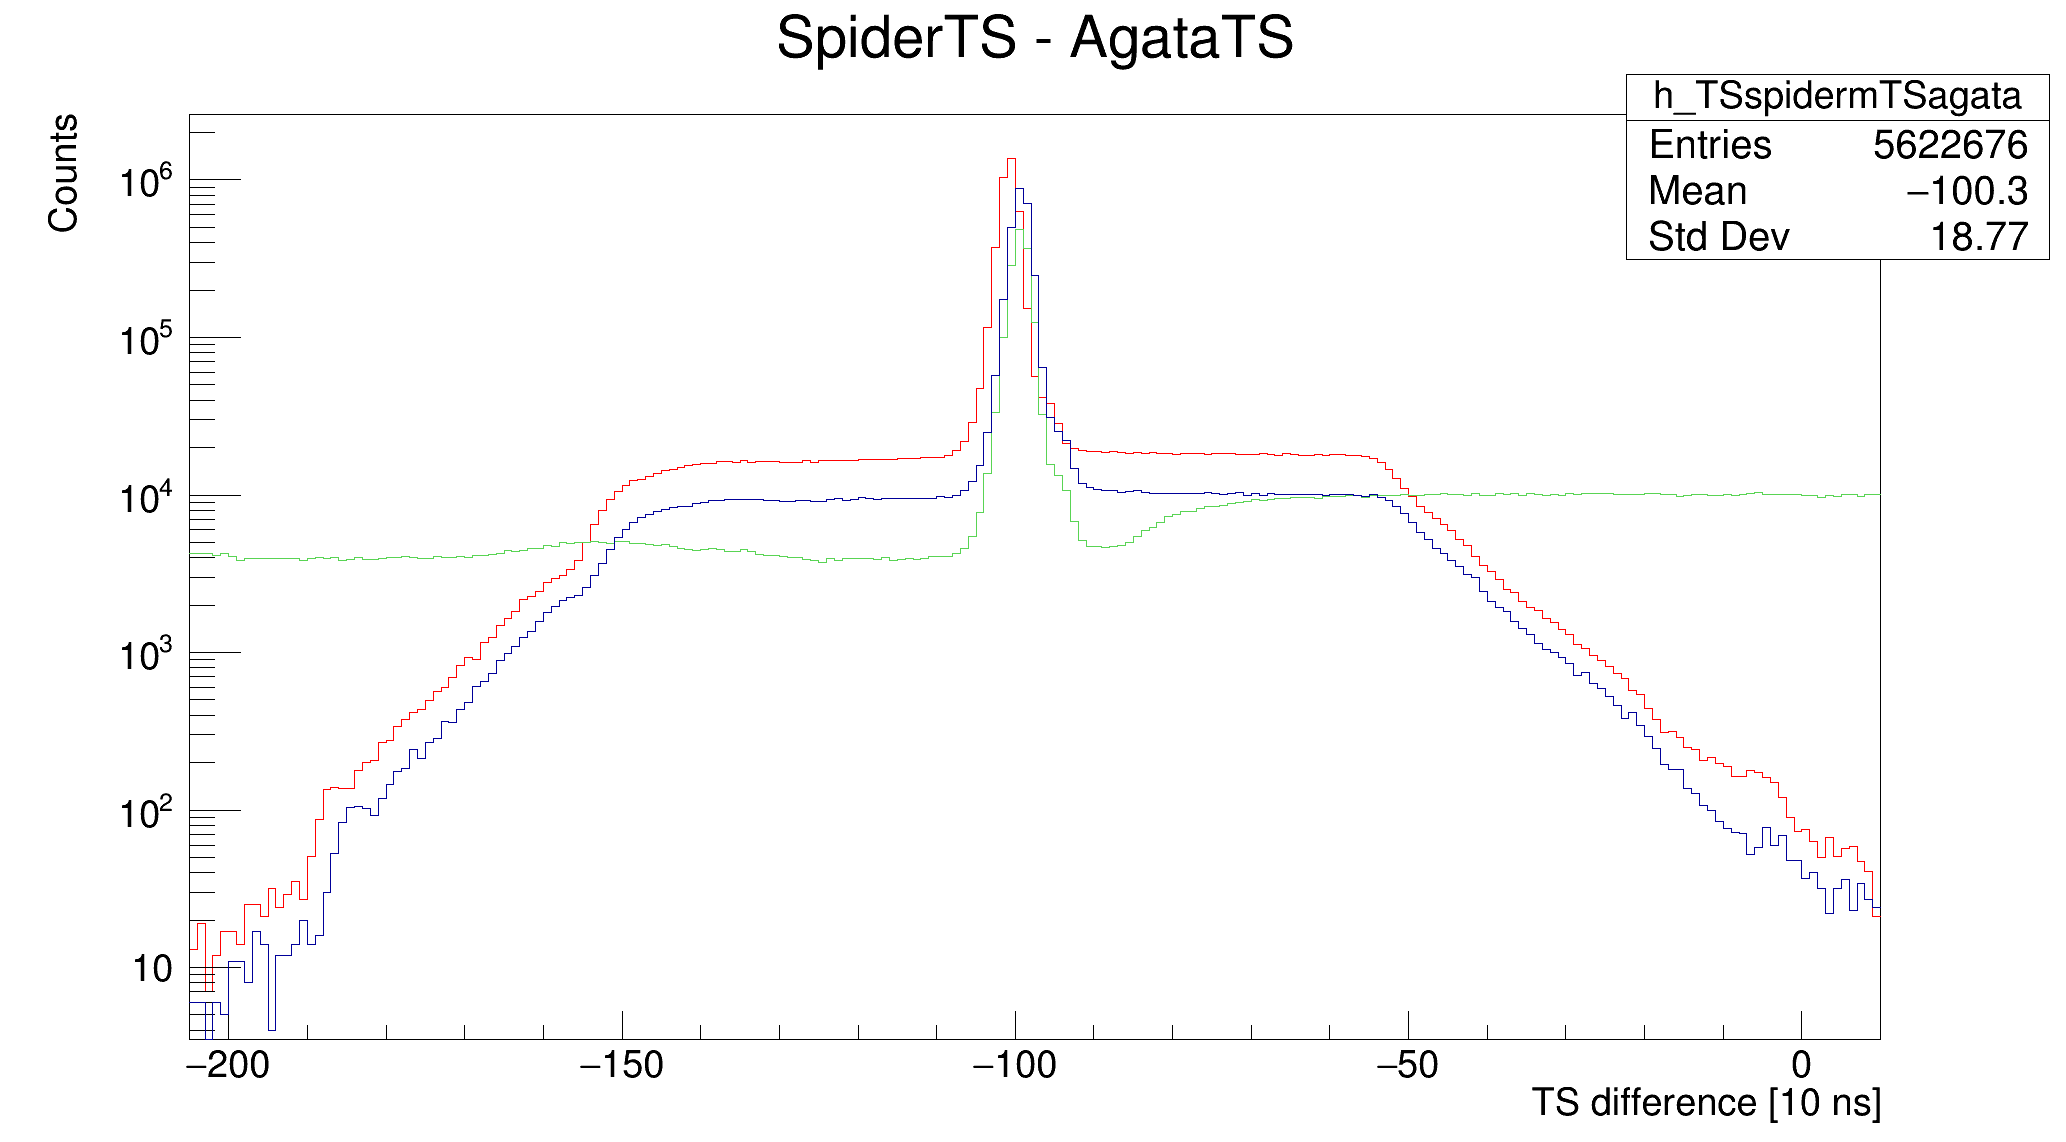 SpiderTS - AgataTS
h_TSspidermTSagata
Entries 5622676
Mean −100.3
Std Dev 18.77
Counts
10^6
10^5
10^4
10^3
10^2
10
−200 −150 −100 −50 0
TS difference [10 ns]